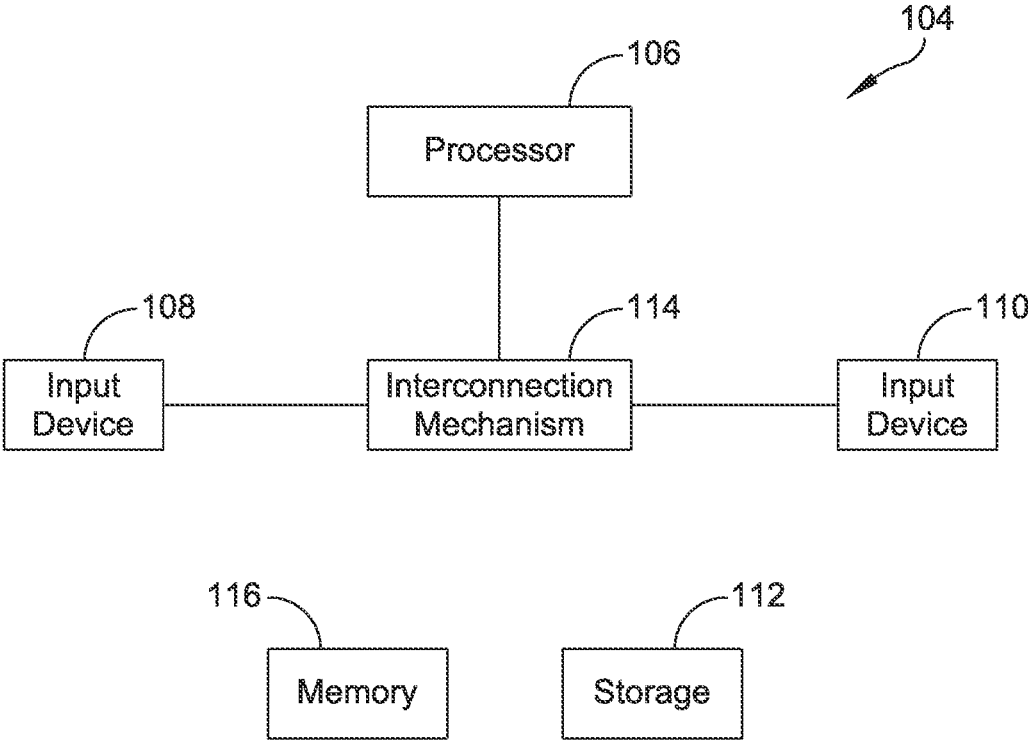 104
106
Processor
108
114
110
Input
Device
Interconnection
Mechanism
Input
Device
116
112
Memory
Storage